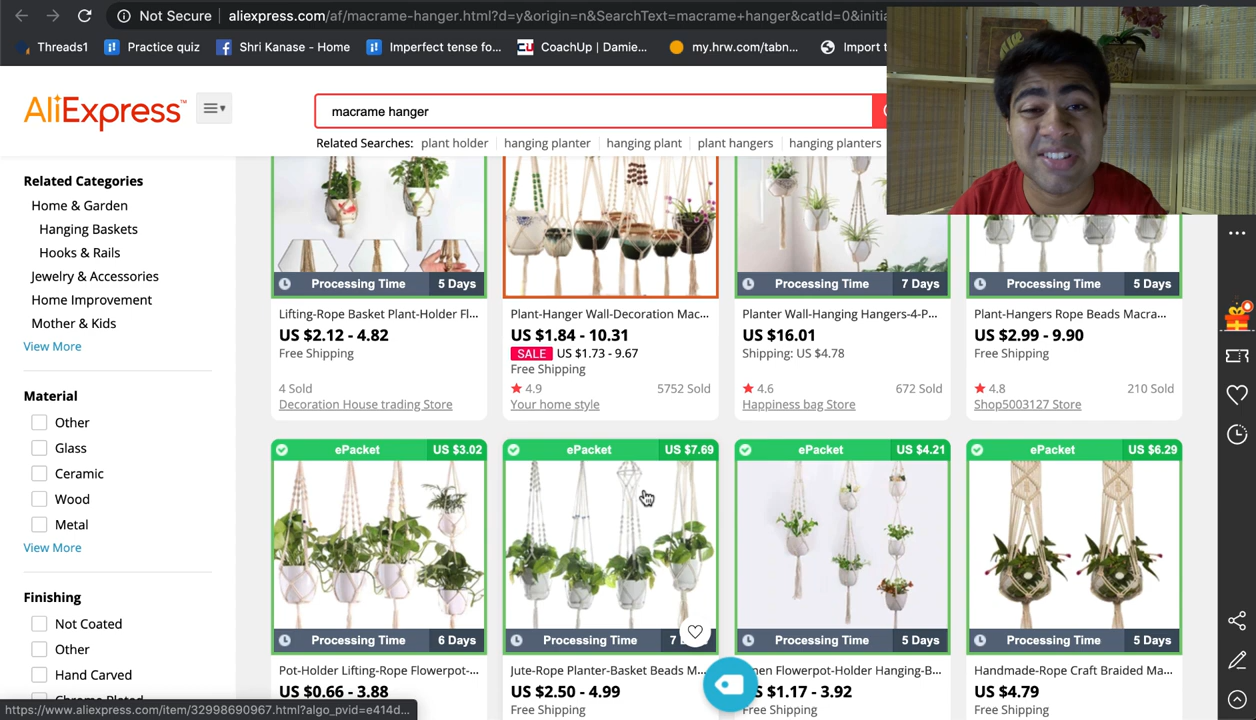 Not Secure aliexpress.com/af/macrame-hanger.html?d=y&origin=n&SearchText=macrame+hanger&catId=0&initia
Threads1 Practice quiz Shri Kanase - Home Imperfect tense fo... CoachUp | Damie... my.hrw.com/tabn... Import t
AliExpress™
macrame hanger
Related Searches: plant holder hanging planter hanging plant plant hangers hanging planters
Related Categories
Home & Garden
Hanging Baskets
Hooks & Rails
Jewelry & Accessories
Home Improvement
Mother & Kids
View More
Material
Other
Glass
Ceramic
Wood
Metal
View More
Finishing
Not Coated
Other
Hand Carved
Chrome Plated
Processing Time 5 Days
Lifting-Rope Basket Plant-Holder Fl...
US $2.12 - 4.82
Free Shipping
4 Sold
Decoration House trading Store
Plant-Hanger Wall-Decoration Mac...
US $1.84 - 10.31
SALE US $1.73 - 9.67
Free Shipping
4.9 5752 Sold
Your home style
Processing Time 7 Days
Planter Wall-Hanging Hangers-4-P...
US $16.01
Shipping: US $4.78
4.6 672 Sold
Happiness bag Store
Processing Time 5 Days
Plant-Hangers Rope Beads Macra...
US $2.99 - 9.90
Free Shipping
4.8 210 Sold
Shop5003127 Store
ePacket US $3.02
Processing Time 6 Days
Pot-Holder Lifting-Rope Flowerpot-...
US $0.66 - 3.88
ePacket US $7.69
Processing Time 7
Jute-Rope Planter-Basket Beads M...
US $2.50 - 4.99
Free Shipping
ePacket US $4.21
Processing Time 5 Days
Flowerpot-Holder Hanging-B...
$1.17 - 3.92
Free Shipping
ePacket US $6.29
Processing Time 5 Days
Handmade-Rope Craft Braided Ma...
US $4.79
Free Shipping
https://www.aliexpress.com/item/32998690967.html?algo_pvid=e414d...